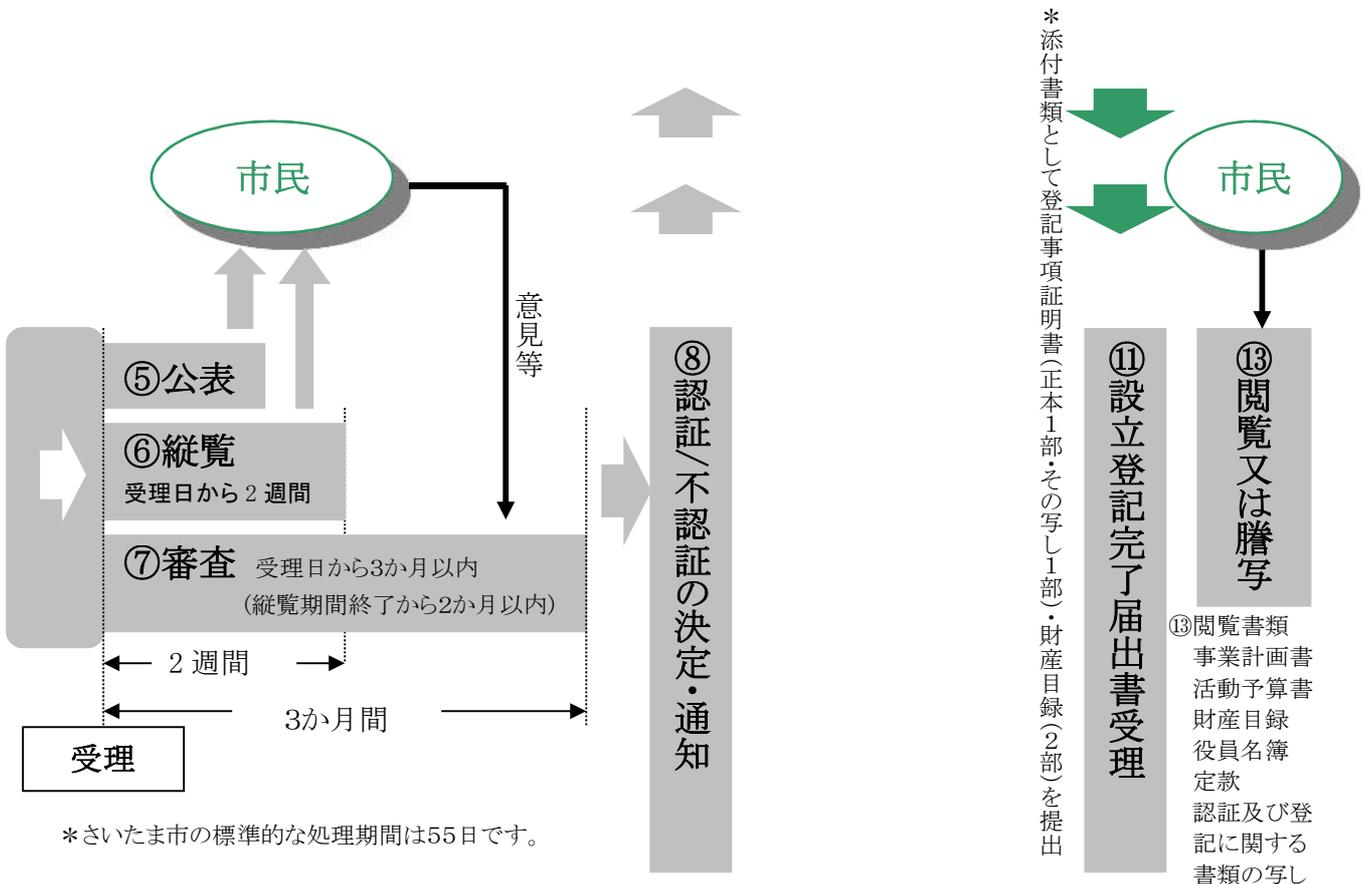 市民
意見等
⑤公表
⑥縦覧
受理日から2週間
⑦審査 受理日から3か月以内
(縦覧期間終了から2か月以内)
2週間
3か月間
受理
*さいたま市の標準的な処理期間は55日です。
⑧認証/不認証の決定・通知
*添付書類として登記事項証明書(正本1部・その写し1部)・財産目録(2部)を提出
⑪設立登記完了届出書受理
市民
⑬閲覧又は謄写
⑬閲覧書類
事業計画書
活動予算書
財産目録
役員名簿
定款
認証及び登
記に関する
書類の写し